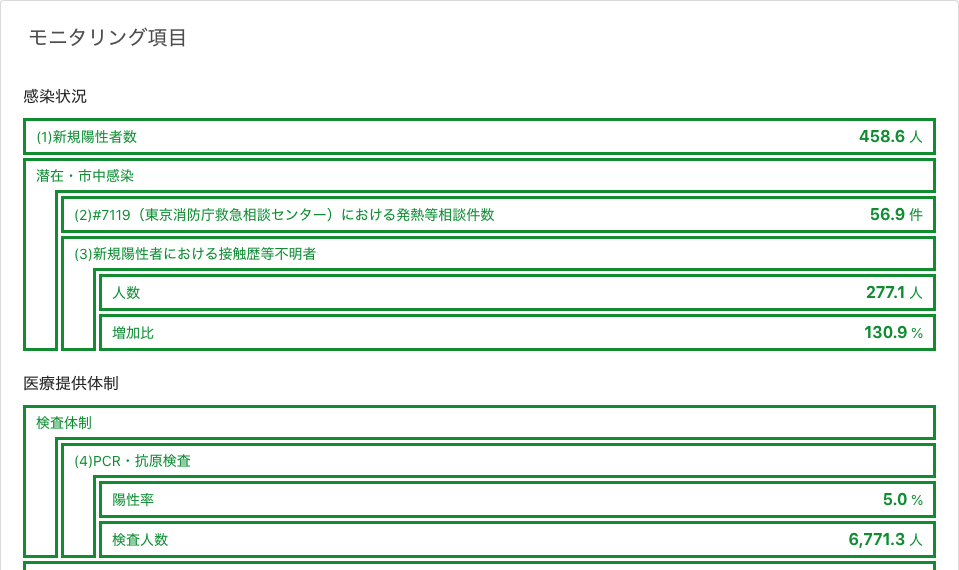 モニタリング項目
感染状況
(1)新規陽性者数 458.6 人
潜在・市中感染
(2)#7119（東京消防庁救急相談センター）における発熱等相談件数 56.9 件
(3)新規陽性者における接触歴等不明者
人数 277.1 人
増加比 130.9 %
医療提供体制
検査体制
(4)PCR・抗原検査
陽性率 5.0 %
検査人数 6,771.3 人